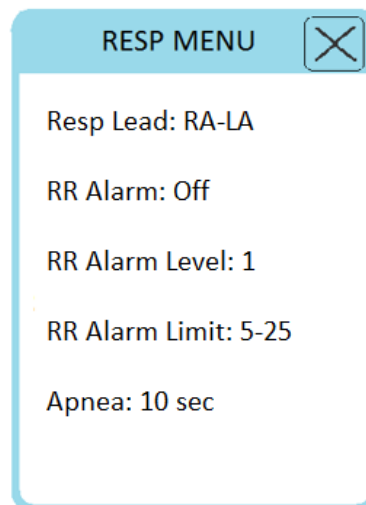 RESP MENU
Resp Lead: RA-LA
RR Alarm: Off
RR Alarm Level: 1
RR Alarm Limit: 5-25
Apnea: 10 sec